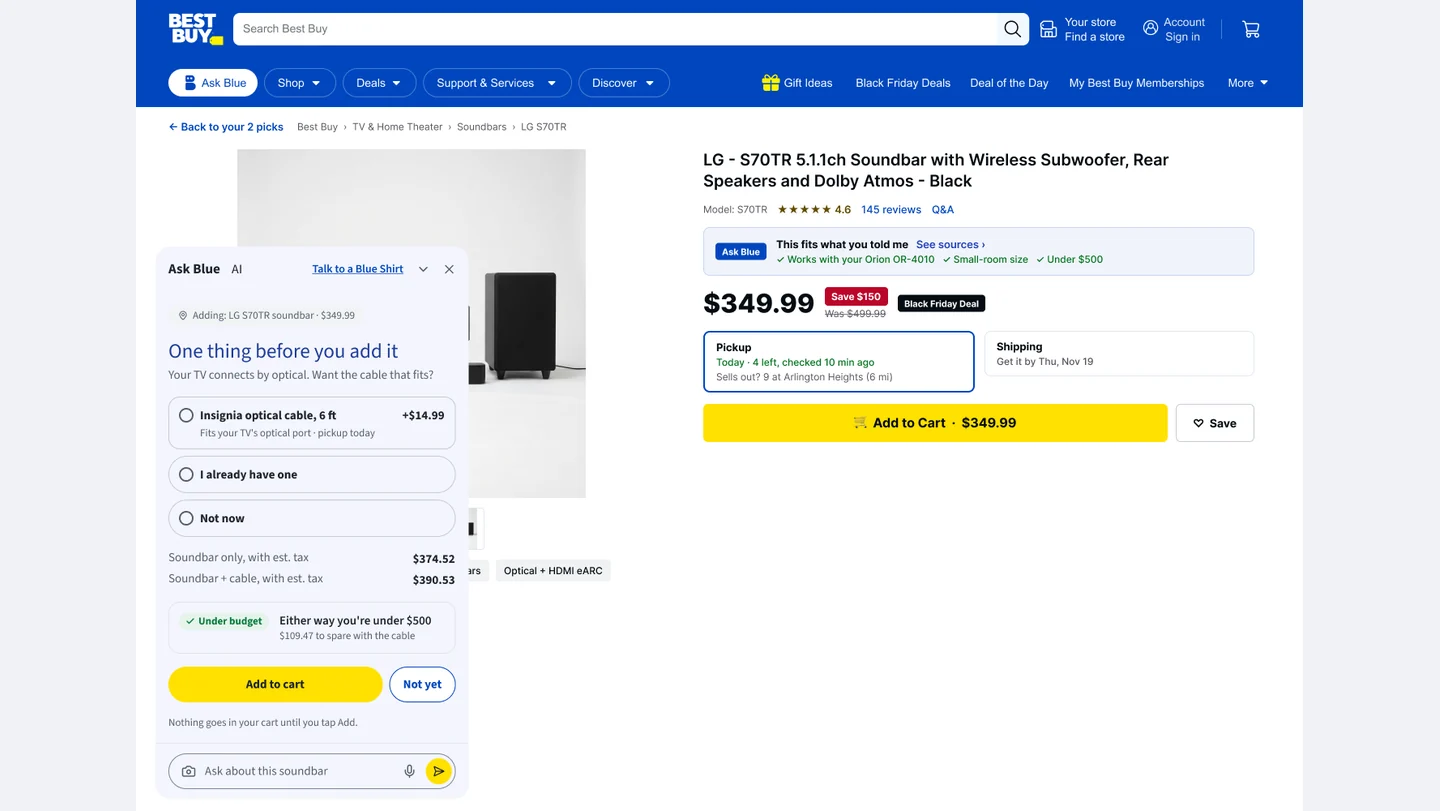 BEST BUY
Search Best Buy
Your store
Find a store
Account
Sign in
Ask Blue
Shop
Deals
Support & Services
Discover
Gift Ideas
Black Friday Deals
Deal of the Day
My Best Buy Memberships
More
← Back to your 2 picks
Best Buy › TV & Home Theater › Soundbars › LG S70TR
LG - S70TR 5.1.1ch Soundbar with Wireless Subwoofer, Rear
Speakers and Dolby Atmos - Black
Model: S70TR ★★★★★ 4.6 145 reviews Q&A
Ask Blue
This fits what you told me See sources ›
✓ Works with your Orion OR-4010 ✓ Small-room size ✓ Under $500
$349.99
Save $150
Was $499.99
Black Friday Deal
Pickup
Today · 4 left, checked 10 min ago
Sells out? 9 at Arlington Heights (6 mi)
Shipping
Get it by Thu, Nov 19
Add to Cart · $349.99
Save
ars
Optical + HDMI eARC
Ask Blue AI
Talk to a Blue Shirt
Adding: LG S70TR soundbar · $349.99
One thing before you add it
Your TV connects by optical. Want the cable that fits?
Insignia optical cable, 6 ft +$14.99
Fits your TV's optical port · pickup today
I already have one
Not now
Soundbar only, with est. tax $374.52
Soundbar + cable, with est. tax $390.53
✓ Under budget
Either way you're under $500
$109.47 to spare with the cable
Add to cart
Not yet
Nothing goes in your cart until you tap Add.
Ask about this soundbar